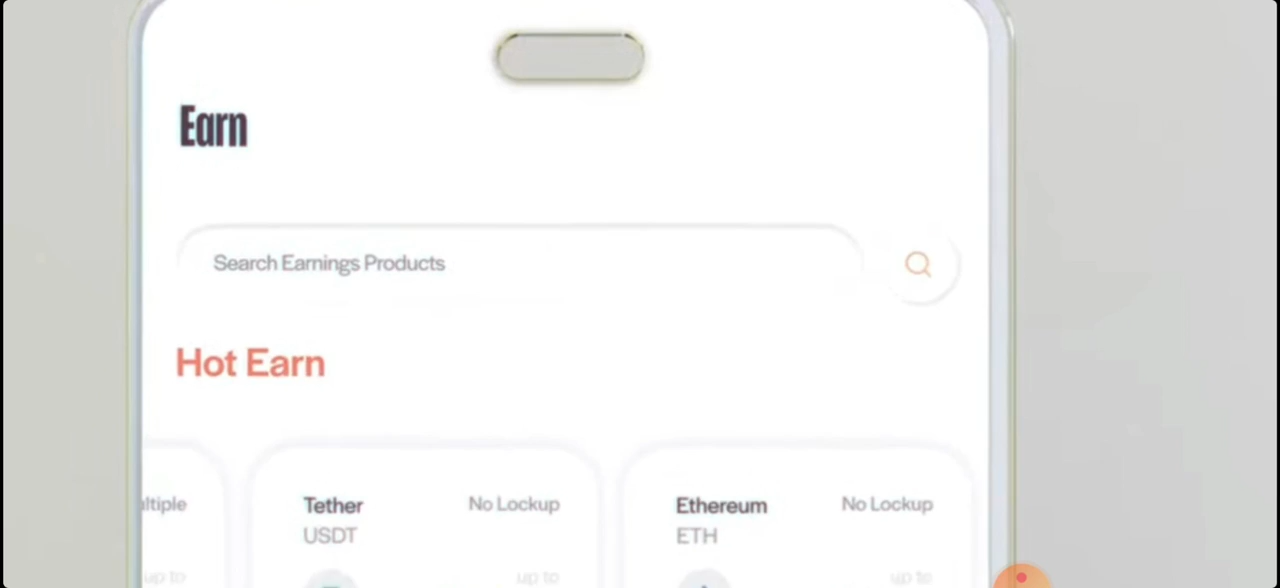 Earn
Search Earnings Products
Hot Earn
ltiple
Tether
No Lockup
USDT
Ethereum
No Lockup
ETH
up to
up to
up to